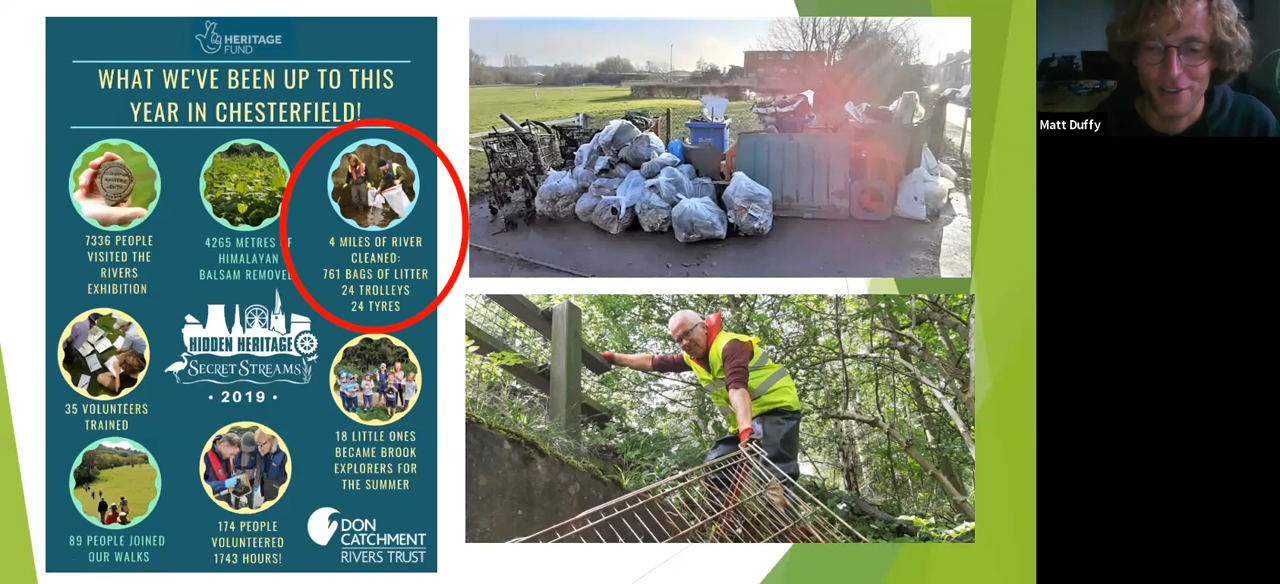 HERITAGE
FUND
WHAT WE'VE BEEN UP TO THIS
YEAR IN CHESTERFIELD!
7336 PEOPLE
VISITED THE
RIVERS
EXHIBITION
4265 METRES OF
HIMALAYAN
BALSAM REMOVED
4 MILES OF RIVER
CLEANED:
761 BAGS OF LITTER
24 TROLLEYS
24 TYRES
35 VOLUNTEERS
TRAINED
HIDDEN HERITAGE
SECRET STREAMS
• 2019 •
18 LITTLE ONES
BECAME BROOK
EXPLORERS FOR
THE SUMMER
89 PEOPLE JOINED
OUR WALKS
174 PEOPLE
VOLUNTEERED
1743 HOURS!
DON
CATCHMENT
RIVERS TRUST
Matt Duffy